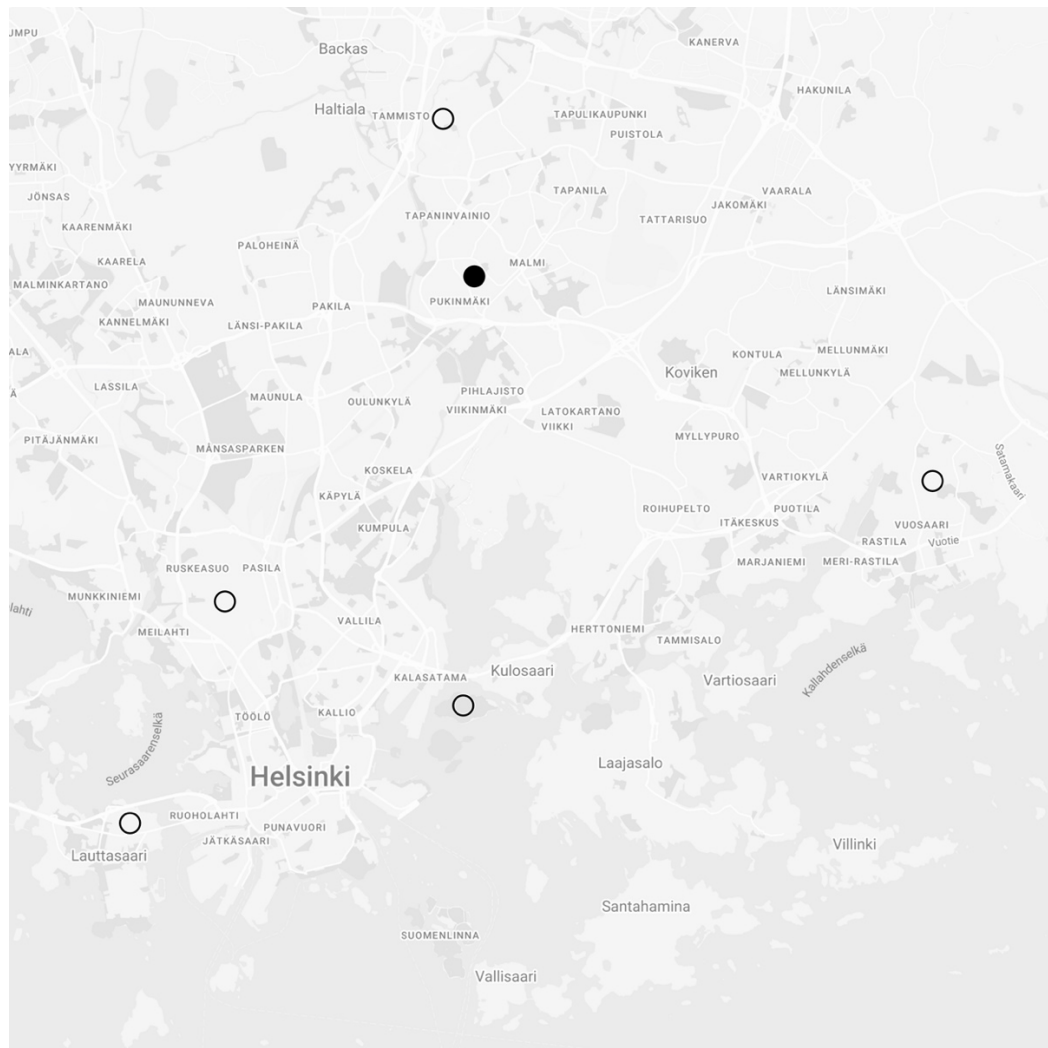 UMPU
KANERVA
Backas
HAKUNILA
Haltiala
TAMMISTO
TAPULIKAUPUNKI
PUISTOLA
YYRMÄKI
JÖNSAS
TAPANILA
VAARALA
JAKOMÄKI
TATTARISUO
TAPANINVAINIO
KAARENMÄKI
PALOHEINÄ
KAARELA
MALMI
MALMINKARTANO
LÄNSIMÄKI
MAUNUNNEVA
PUKINMÄKI
PAKILA
KANNELMÄKI
LÄNSI-PAKILA
ALA
KONTULA
MELLUNMÄKI
MELLUNKYLÄ
Koviken
LASSILA
Ä
MAUNULA
OULUNKYLÄ
PIHLAJISTO
VIIKINMÄKI
LATOKARTANO
VIIKKI
PITÄJÄNMÄKI
MÅNSASPARKEN
MYLLYPURO
Satamakaari
KOSKELA
VARTIOKYLÄ
KÄPYLÄ
ROIHUPELTO
PUOTILA
ITÄKESKUS
VUOSAARI
KUMPULA
RASTILA
Vuotie
MARJANIEMI
MERI-RASTILA
RUSKEASUO
PASILA
MUNKKINIEMI
lahti
VALLILA
MEILAHTI
HERTTONIEMI
TAMMISALO
Kallahdenselkä
Kulosaari
KALASATAMA
Vartiosaari
TÖÖLÖ
KALLIO
Seurasaarenselkä
Laajasalo
Helsinki
RUOHOLAHTI
PUNAVUORI
JÄTKÄSAARI
Lauttasaari
Villinki
Santahamina
SUOMENLINNA
Vallisaari